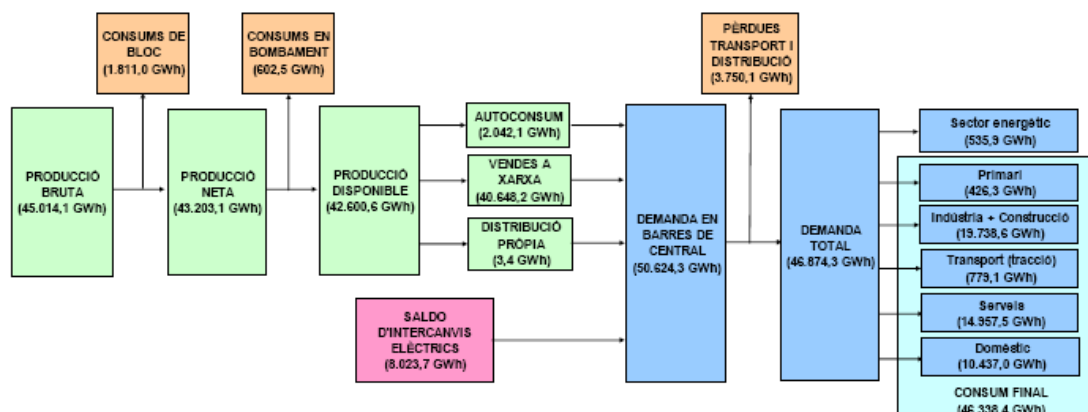 CONSUMS DE
BLOC
(1.811,0 GWh)
CONSUMS EN
BOMBAMENT
(602,5 GWh)
PÈRDUES
TRANSPORT I
DISTRIBUCIÓ
(3.750,1 GWh)
PRODUCCIÓ
BRUTA
(45.014,1 GWh)
PRODUCCIÓ
NETA
(43.203,1 GWh)
PRODUCCIÓ
DISPONIBLE
(42.600,6 GWh)
AUTOCONSUM
(2.042,1 GWh)
VENDES A
XARXA
(40.648,2 GWh)
DISTRIBUCIÓ
PRÒPIA
(3,4 GWh)
SALDO
D'INTERCANVIS
ELÈCTRICS
(8.023,7 GWh)
DEMANDA EN
BARRES DE
CENTRAL
(50.624,3 GWh)
DEMANDA
TOTAL
(46.874,3 GWh)
Sector energètic
(535,9 GWh)
Primari
(426,3 GWh)
Indústria + Construcció
(19.738,6 GWh)
Transport (tracció)
(779,1 GWh)
Serveis
(14.957,5 GWh)
Domèstic
(10.437,0 GWh)
CONSUM FINAL
(46.338,4 GWh)